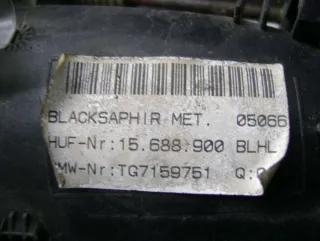 BLACKSAPHIR MET. 05066
HUF-Nr:15.688.900 BLHL
MW-Nr:TG7159751 Q: